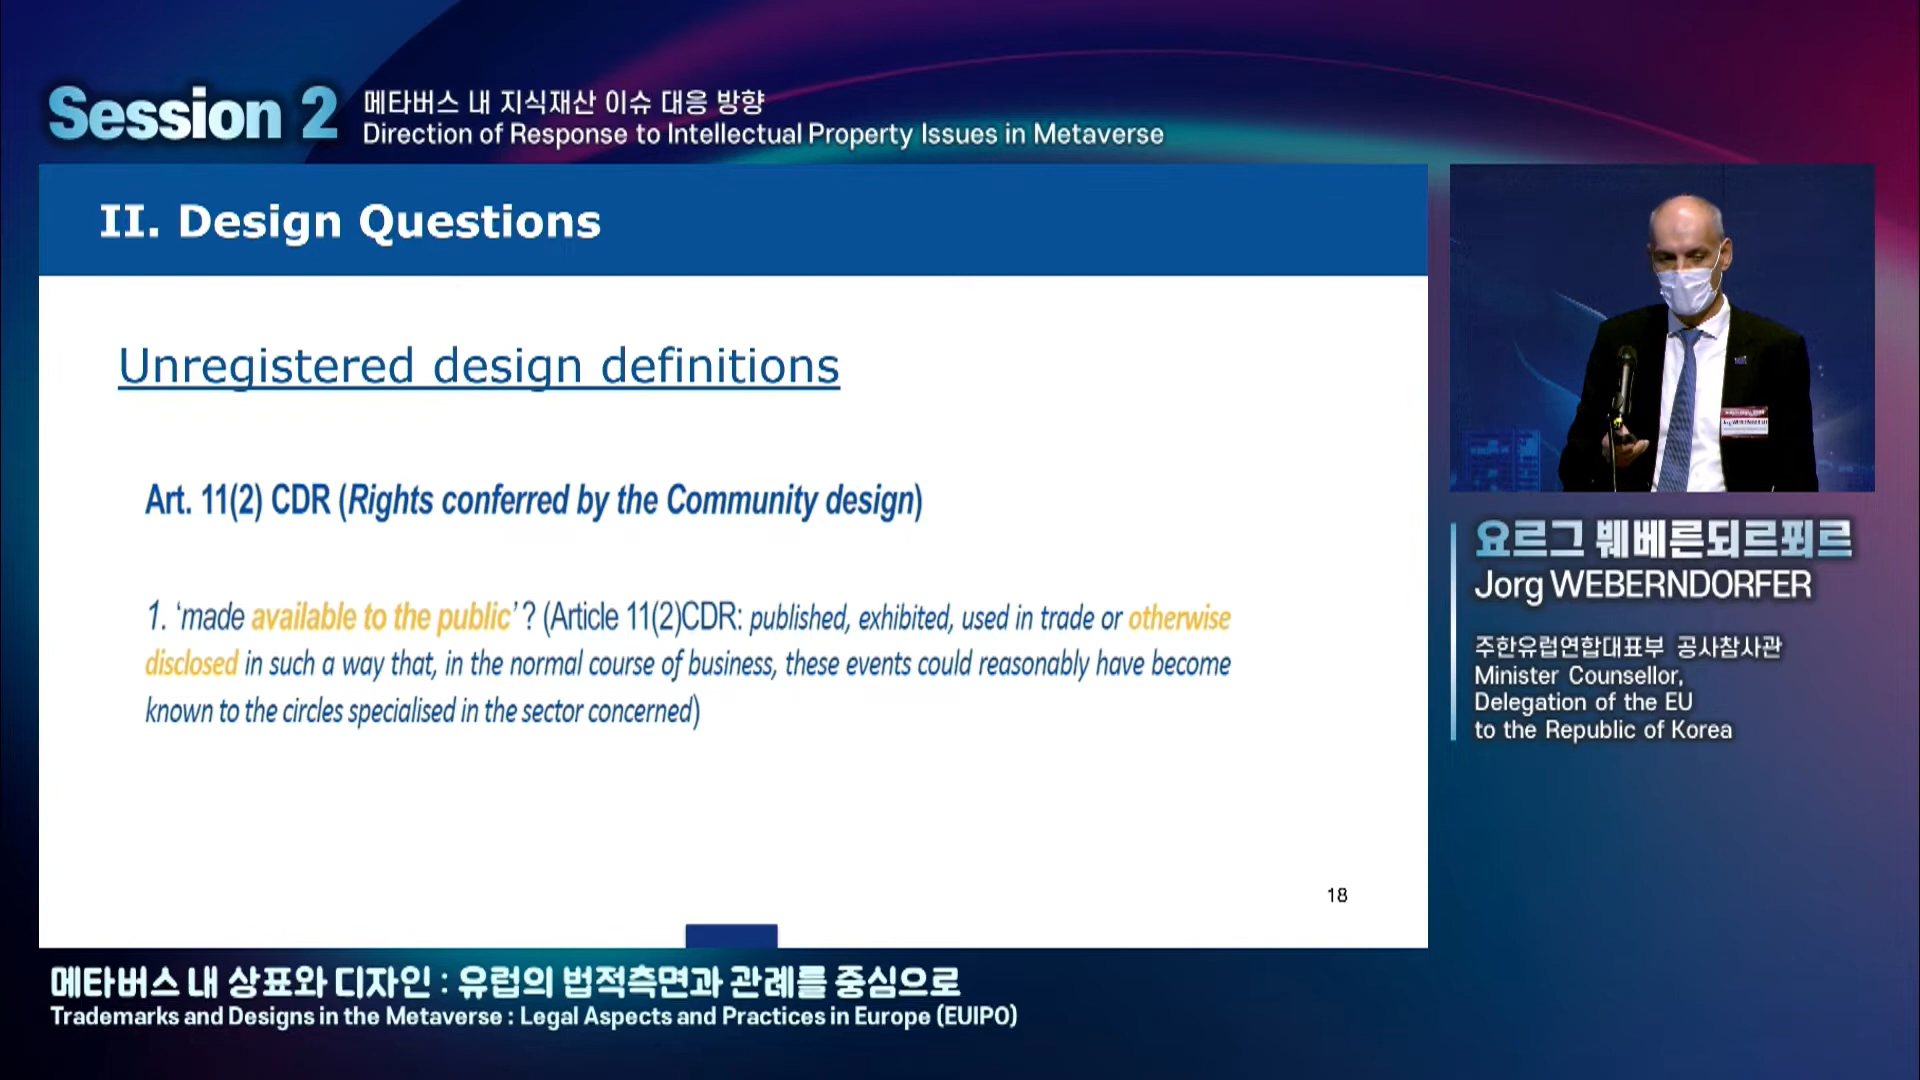 Session 2
메타버스 내 지식재산 이슈 대응 방향
Direction of Response to Intellectual Property Issues in Metaverse
II. Design Questions
Unregistered design definitions
Art. 11(2) CDR (Rights conferred by the Community design)
1. ‘made available to the public’ ? (Article 11(2)CDR: published, exhibited, used in trade or otherwise
disclosed in such a way that, in the normal course of business, these events could reasonably have become
known to the circles specialised in the sector concerned)
18
요르그 붸베른되르푀르
Jorg WEBERNDORFER
주한유럽연합대표부 공사참사관
Minister Counsellor,
Delegation of the EU
to the Republic of Korea
메타버스 내 상표와 디자인 : 유럽의 법적측면과 관례를 중심으로
Trademarks and Designs in the Metaverse : Legal Aspects and Practices in Europe (EUIPO)